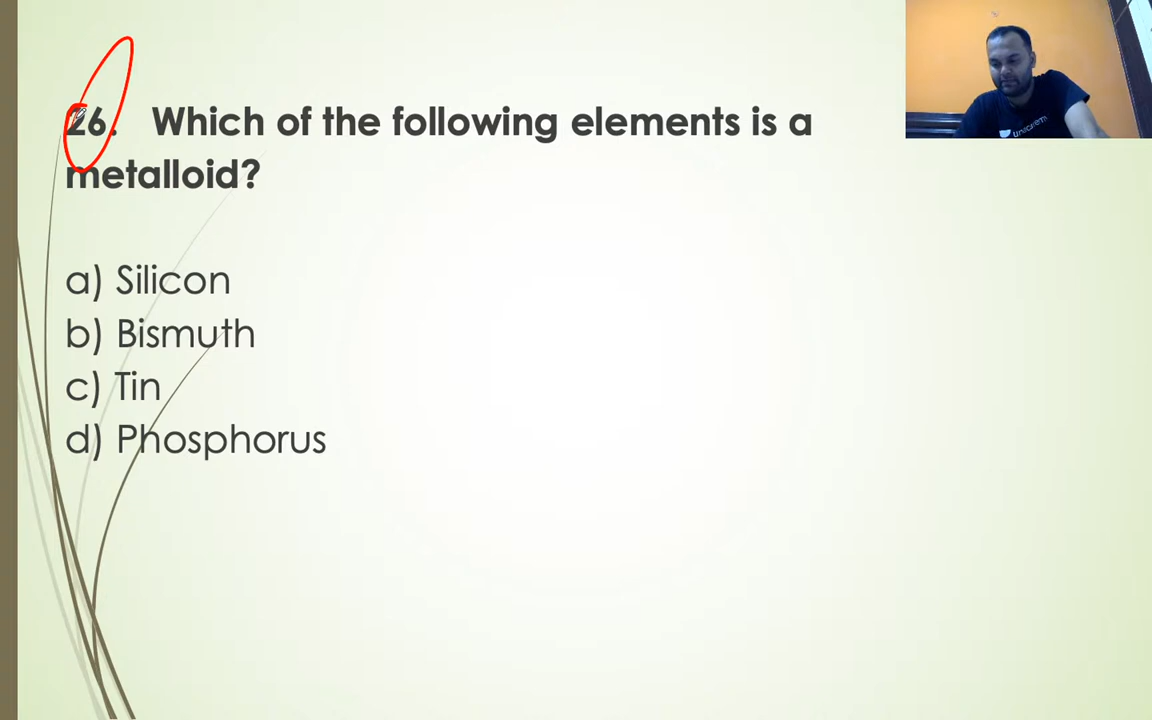 26. Which of the following elements is a
metalloid?
a) Silicon
b) Bismuth
c) Tin
d) Phosphorus